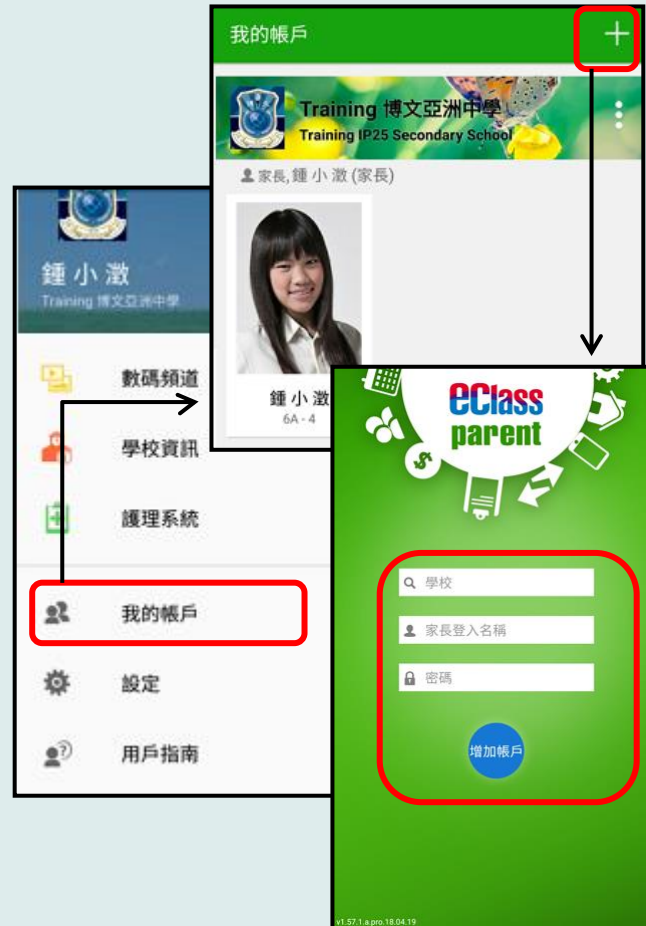 我的帳戶
Training 博文亞洲中學
Training IP25 Secondary School
家長,鍾小澂 (家長)
鍾小澂
6A - 4
鍾小澂
Training 博文亞洲中學
數碼頻道
學校資訊
護理系統
我的帳戶
設定
用戶指南
eClass
parent
學校
家長登入名稱
密碼
增加帳戶
v1.57.1.a.pro.18.04.19